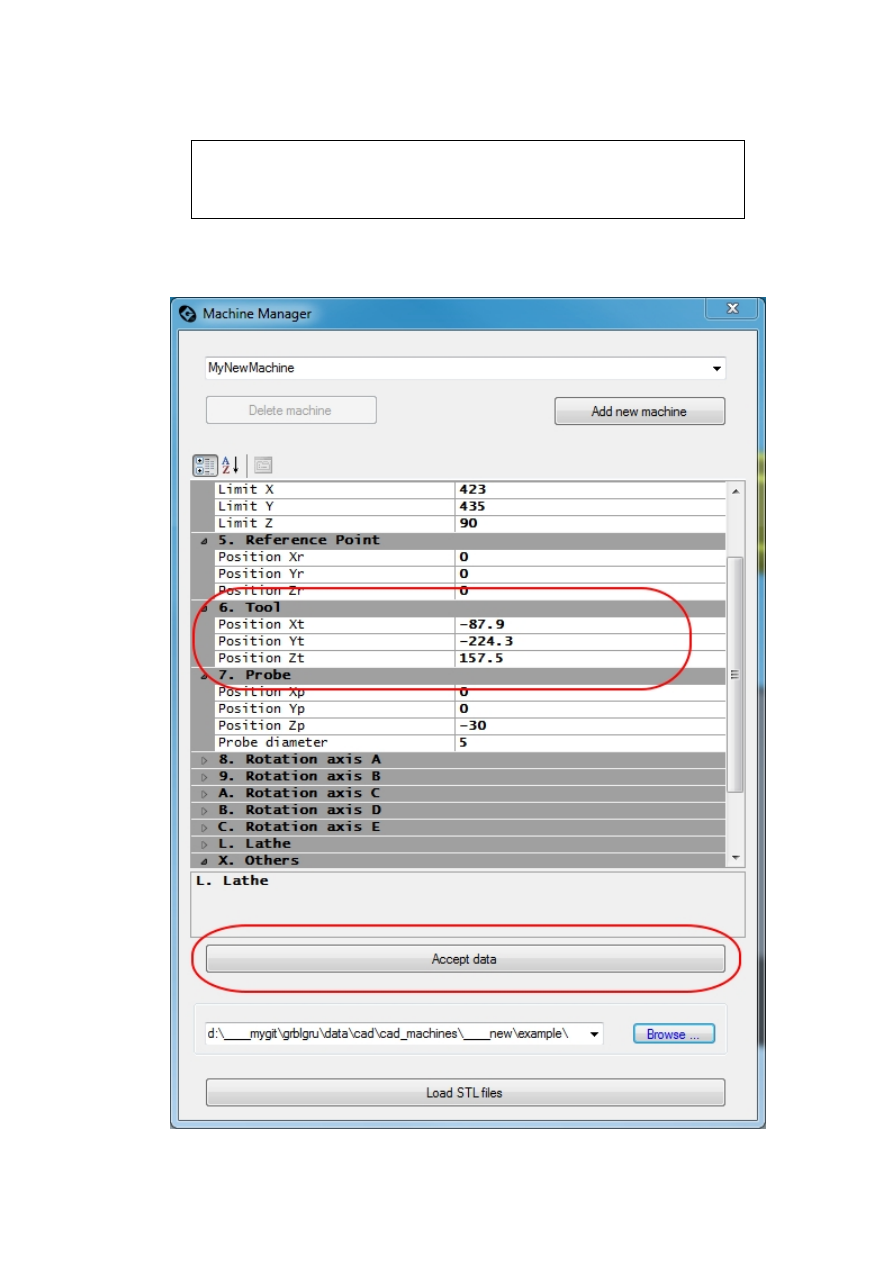 Machine Manager
MyNewMachine
Delete machine
Add new machine
Limit X 423
Limit Y 435
Limit Z 90
5. Reference Point
Position Xr 0
Position Yr 0
Position Zr 0
6. Tool
Position Xt -87.9
Position Yt -224.3
Position Zt 157.5
7. Probe
Position Xp 0
Position Yp 0
Position Zp -30
Probe diameter 5
8. Rotation axis A
9. Rotation axis B
A. Rotation axis C
B. Rotation axis D
C. Rotation axis E
L. Lathe
X. Others
L. Lathe
Accept data
d:\____mygit\grblgru\data\cad\cad_machines\____new\example\
Browse ...
Load STL files